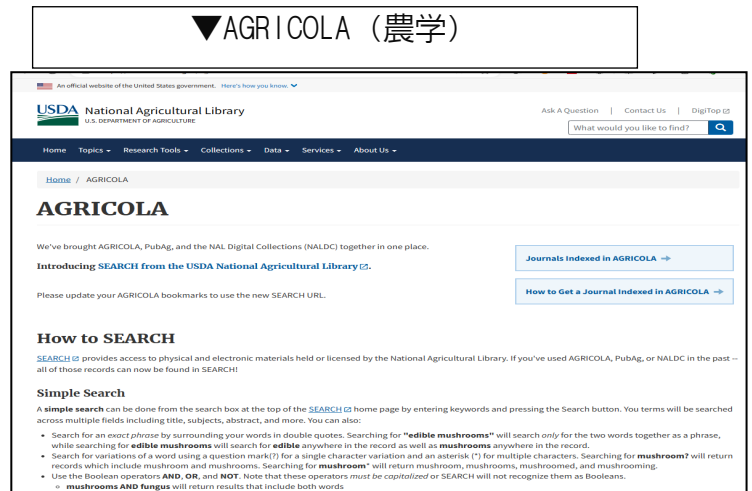 ▼AGRICOLA（農学）
An official website of the United States government. Here's how you know.
USDA National Agricultural Library
U.S. DEPARTMENT OF AGRICULTURE
Ask A Question | Contact Us | DigiTop
What would you like to find?
Home Topics Research Tools Collections Data Services About Us
Home / AGRICOLA
AGRICOLA
We've brought AGRICOLA, PubAg, and the NAL Digital Collections (NALDC) together in one place.
Introducing SEARCH from the USDA National Agricultural Library.
Please update your AGRICOLA bookmarks to use the new SEARCH URL.
Journals Indexed in AGRICOLA →
How to Get a Journal Indexed in AGRICOLA →
How to SEARCH
SEARCH provides access to physical and electronic materials held or licensed by the National Agricultural Library. If you've used AGRICOLA, PubAg, or NALDC in the past --
all of those records can now be found in SEARCH!
Simple Search
A simple search can be done from the search box at the top of the SEARCH home page by entering keywords and pressing the Search button. You terms will be searched
across multiple fields including title, subjects, abstract, and more. You can also:
• Search for an exact phrase by surrounding your words in double quotes. Searching for "edible mushrooms" will search only for the two words together as a phrase,
while searching for edible mushrooms will search for edible anywhere in the record as well as mushrooms anywhere in the record.
• Search for variations of a word using a question mark(?) for a single character variation and an asterisk (*) for multiple characters. Searching for mushroom? will return
records which include mushroom and mushrooms. Searching for mushroom* will return mushroom, mushrooms, mushroomed, and mushrooming.
• Use the Boolean operators AND, OR, and NOT. Note that these operators must be capitalized or SEARCH will not recognize them as Booleans.
mushrooms AND fungus will return results that include both words